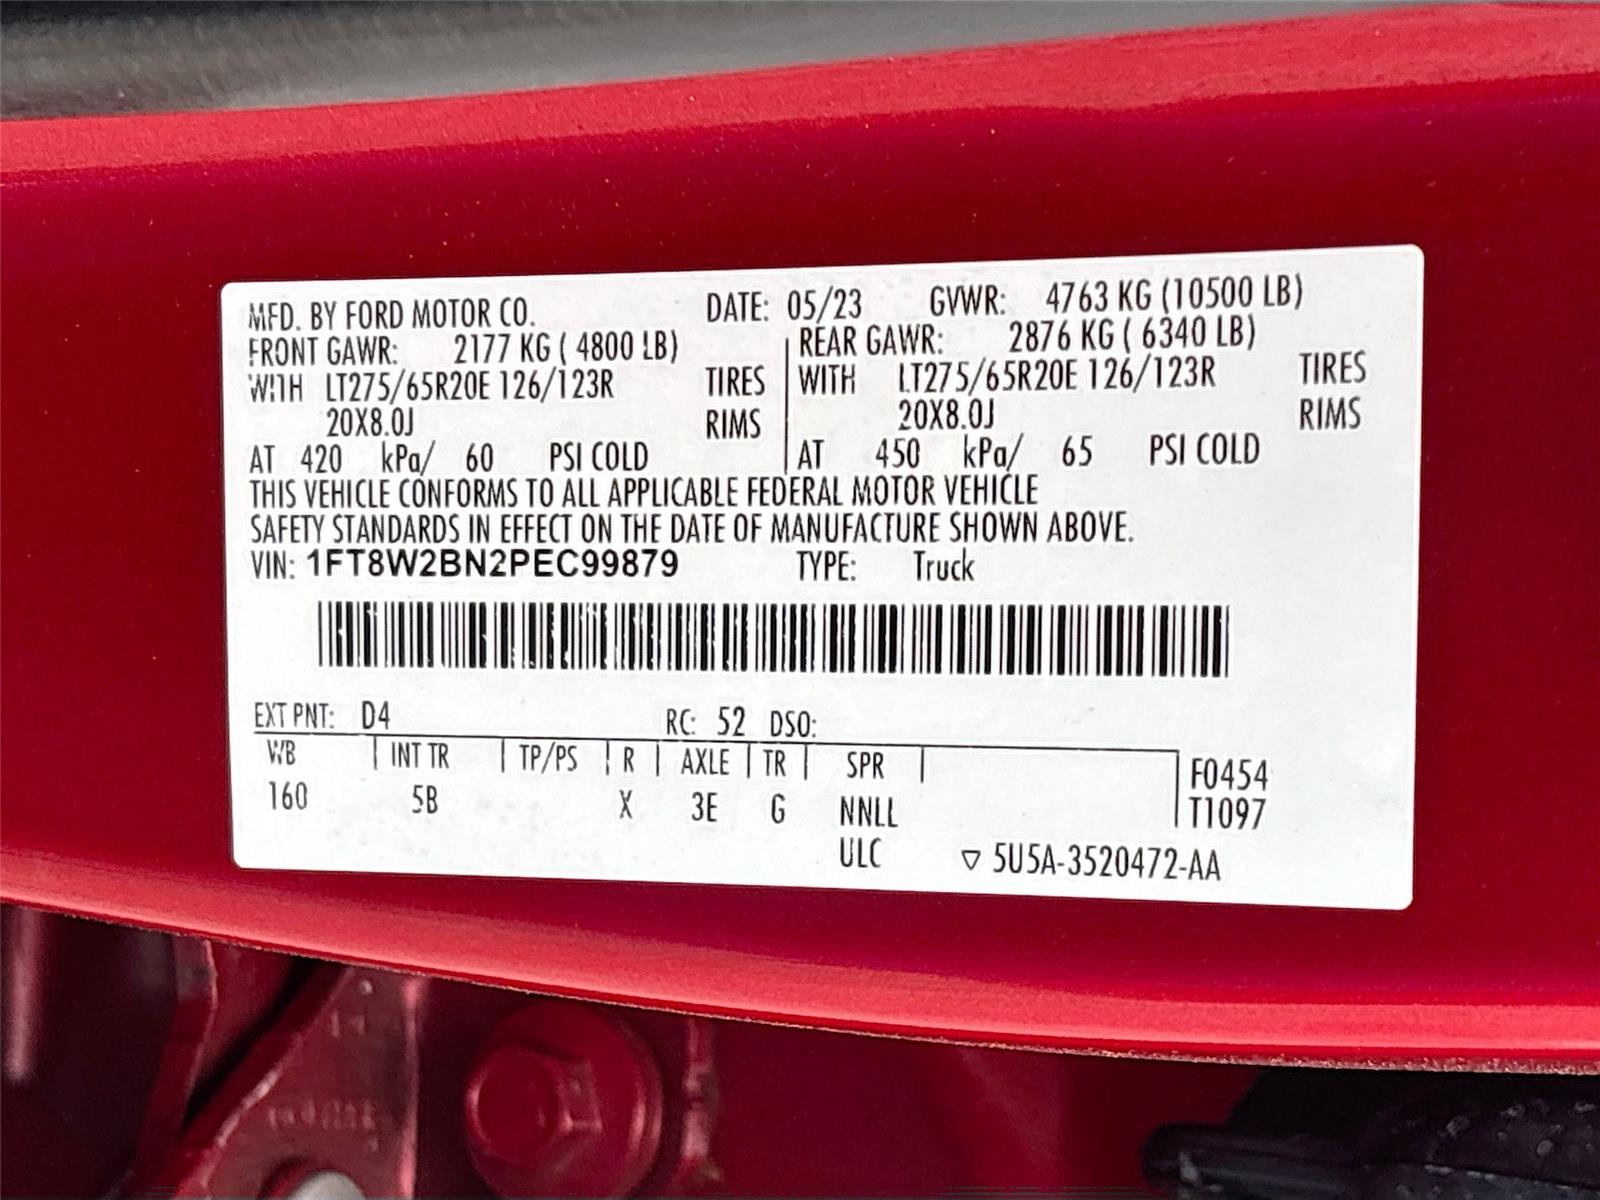 MFD. BY FORD MOTOR CO. DATE: 05/23 GVWR: 4763 KG (10500 LB)
FRONT GAWR: 2177 KG ( 4800 LB) REAR GAWR: 2876 KG ( 6340 LB)
WITH LT275/65R20E 126/123R TIRES WITH LT275/65R20E 126/123R TIRES
20X8.0J RIMS 20X8.0J RIMS
AT 420 kPa/ 60 PSI COLD AT 450 kPa/ 65 PSI COLD
THIS VEHICLE CONFORMS TO ALL APPLICABLE FEDERAL MOTOR VEHICLE
SAFETY STANDARDS IN EFFECT ON THE DATE OF MANUFACTURE SHOWN ABOVE.
VIN: 1FT8W2BN2PEC99879 TYPE: Truck
EXT PNT: D4 RC: 52 DSO:
WB INT TR TP/PS R AXLE TR SPR F0454
160 5B X 3E G NNLL T1097
ULC ▽ 5U5A-3520472-AA